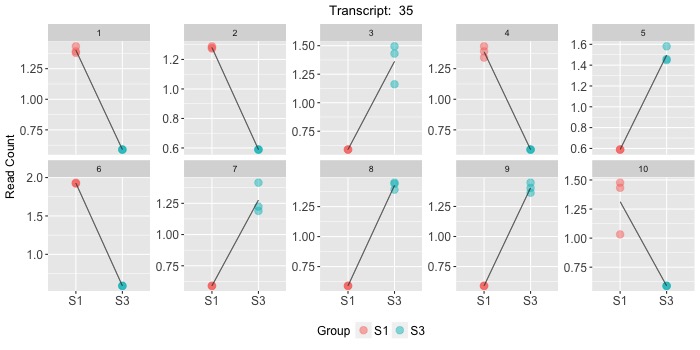 Transcript: 35
1 2 3 4 5
1.25 1.00 0.75
1.2 1.0 0.8 0.6
1.50 1.25 1.00 0.75
1.25 1.00 0.75
1.6 1.4 1.2 1.0 0.8 0.6
Read Count
6 7 8 9 10
2.0 1.5 1.0
1.25 1.00 0.75
1.25 1.00 0.75
1.25 1.00 0.75
1.50 1.25 1.00 0.75
S1 S3 S1 S3 S1 S3 S1 S3 S1 S3
Group S1 S3